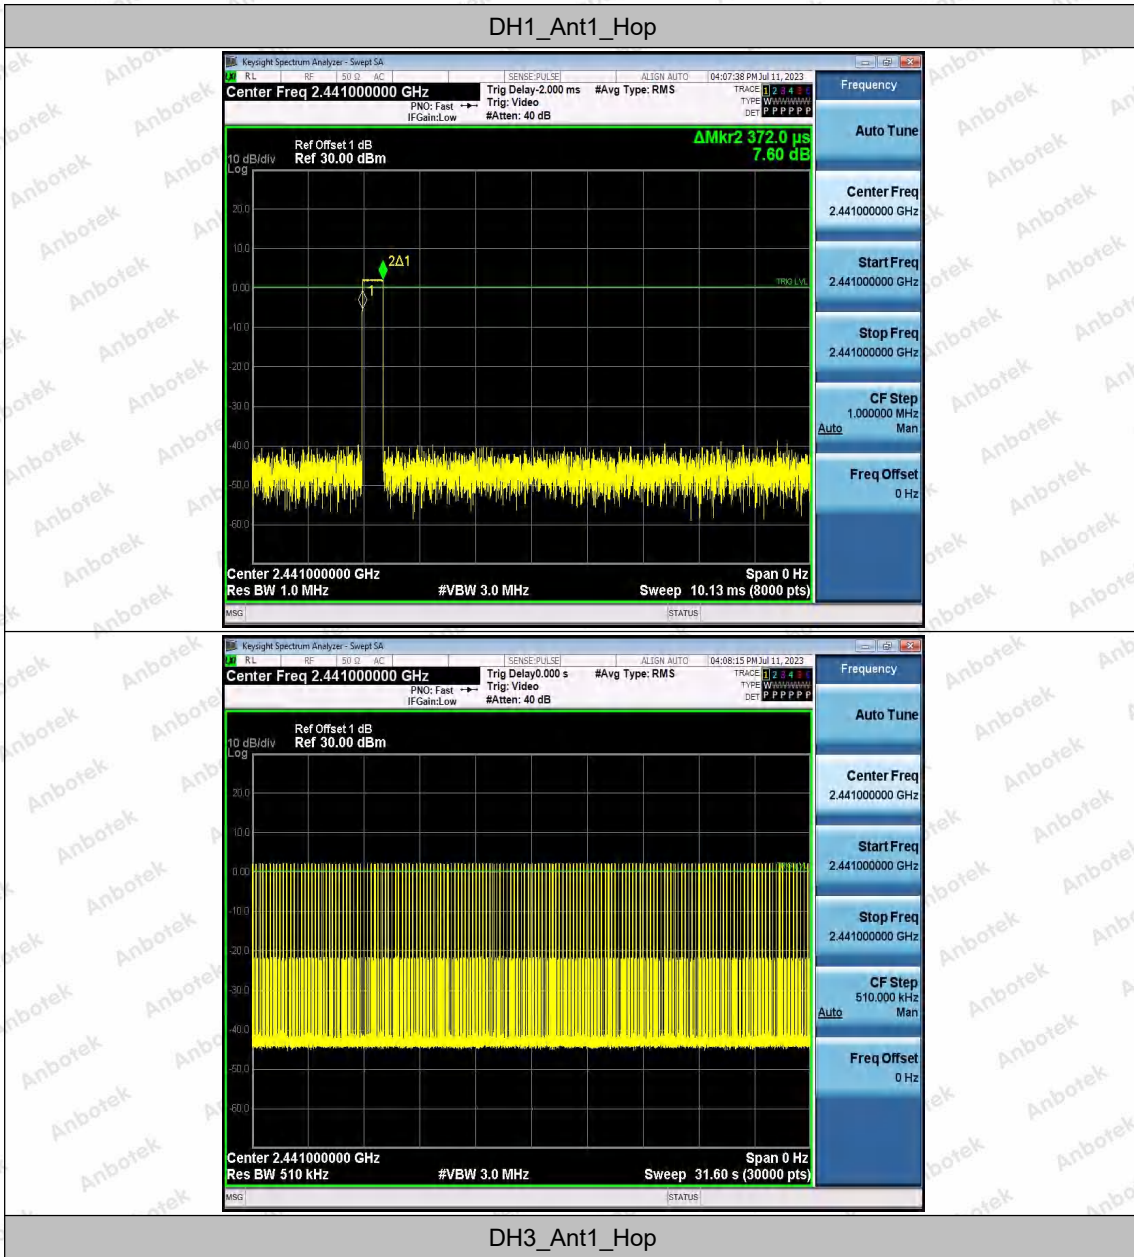 DH1_Ant1_Hop
Keysight Spectrum Analyzer - Swept SA
RL RF 50 Ω AC SENSE:PULSE ALIGN AUTO 04:07:38 PM Jul 11, 2023
Center Freq 2.441000000 GHz
PNO: Fast
IFGain:Low
Trig Delay-2.000 ms
Trig: Video
#Atten: 40 dB
#Avg Type: RMS
TRACE 1 2 3 4 5 6
TYPE WWWWWW
DET P P P P P P
Frequency
Auto Tune
Center Freq
2.441000000 GHz
Start Freq
2.441000000 GHz
Stop Freq
2.441000000 GHz
CF Step
1.000000 MHz
Auto Man
Freq Offset
0 Hz
ΔMkr2 372.0 µs
7.60 dB
Ref Offset 1 dB
10 dB/div Ref 30.00 dBm
Log
20.0
10.0
0.00
-10.0
-20.0
-30.0
-40.0
-50.0
-60.0
2Δ1
1
TRIG LVL
Center 2.441000000 GHz Span 0 Hz
Res BW 1.0 MHz #VBW 3.0 MHz Sweep 10.13 ms (8000 pts)
MSG STATUS
Keysight Spectrum Analyzer - Swept SA
RL RF 50 Ω AC SENSE:PULSE ALIGN AUTO 04:08:15 PM Jul 11, 2023
Center Freq 2.441000000 GHz
PNO: Fast
IFGain:Low
Trig Delay0.000 s
Trig: Video
#Atten: 40 dB
#Avg Type: RMS
TRACE 1 2 3 4 5 6
TYPE WWWWWW
DET P P P P P P
Frequency
Auto Tune
Center Freq
2.441000000 GHz
Start Freq
2.441000000 GHz
Stop Freq
2.441000000 GHz
CF Step
510.000 kHz
Auto Man
Freq Offset
0 Hz
Ref Offset 1 dB
10 dB/div Ref 30.00 dBm
Log
20.0
10.0
0.00
-10.0
-20.0
-30.0
-40.0
-50.0
-60.0
Center 2.441000000 GHz Span 0 Hz
Res BW 510 kHz #VBW 3.0 MHz Sweep 31.60 s (30000 pts)
MSG STATUS
DH3_Ant1_Hop
Anbotek